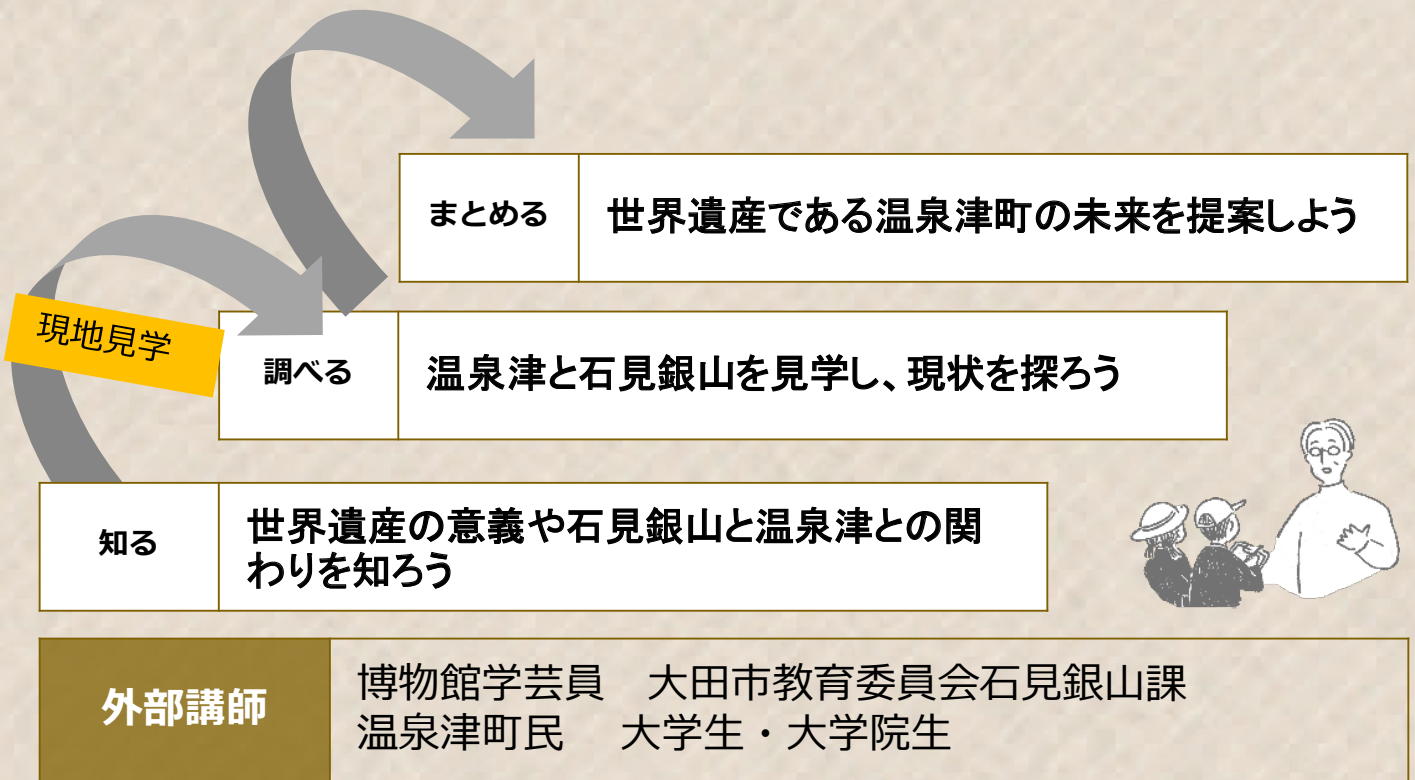 まとめる
世界遺産である温泉津町の未来を提案しよう
現地見学
調べる
温泉津と石見銀山を見学し、現状を探ろう
知る
世界遺産の意義や石見銀山と温泉津との関
わりを知ろう
外部講師
博物館学芸員　大田市教育委員会石見銀山課
温泉津町民　大学生・大学院生